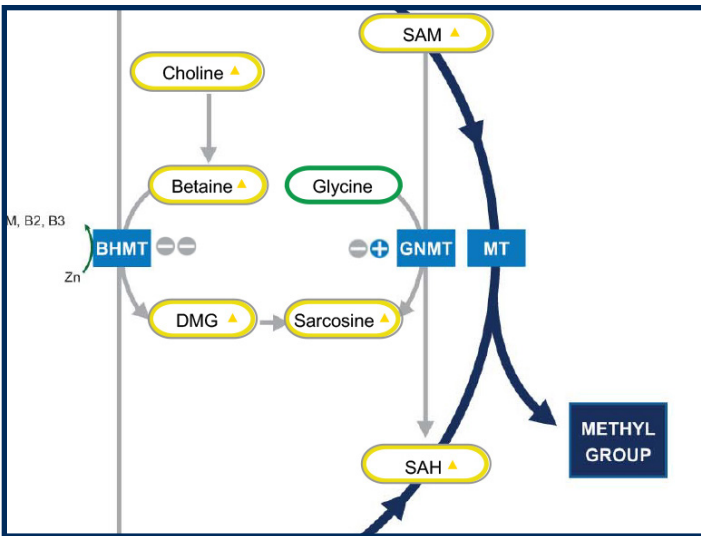 SAM
Choline
Betaine
Glycine
M, B2, B3
BHMT
GNMT
MT
Zn
DMG
Sarcosine
METHYL
GROUP
SAH